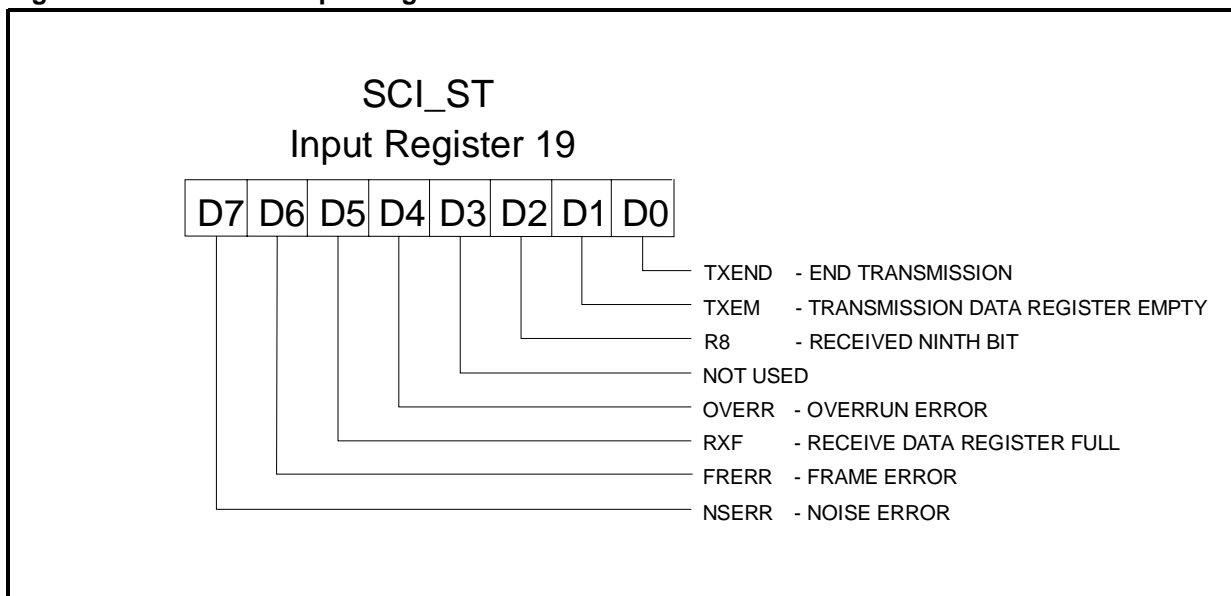 SCI_ST
Input Register 19
D7 D6 D5 D4 D3 D2 D1 D0
TXEND - END TRANSMISSION
TXEM - TRANSMISSION DATA REGISTER EMPTY
R8 - RECEIVED NINTH BIT
NOT USED
OVERR - OVERRUN ERROR
RXF - RECEIVE DATA REGISTER FULL
FRERR - FRAME ERROR
NSERR - NOISE ERROR